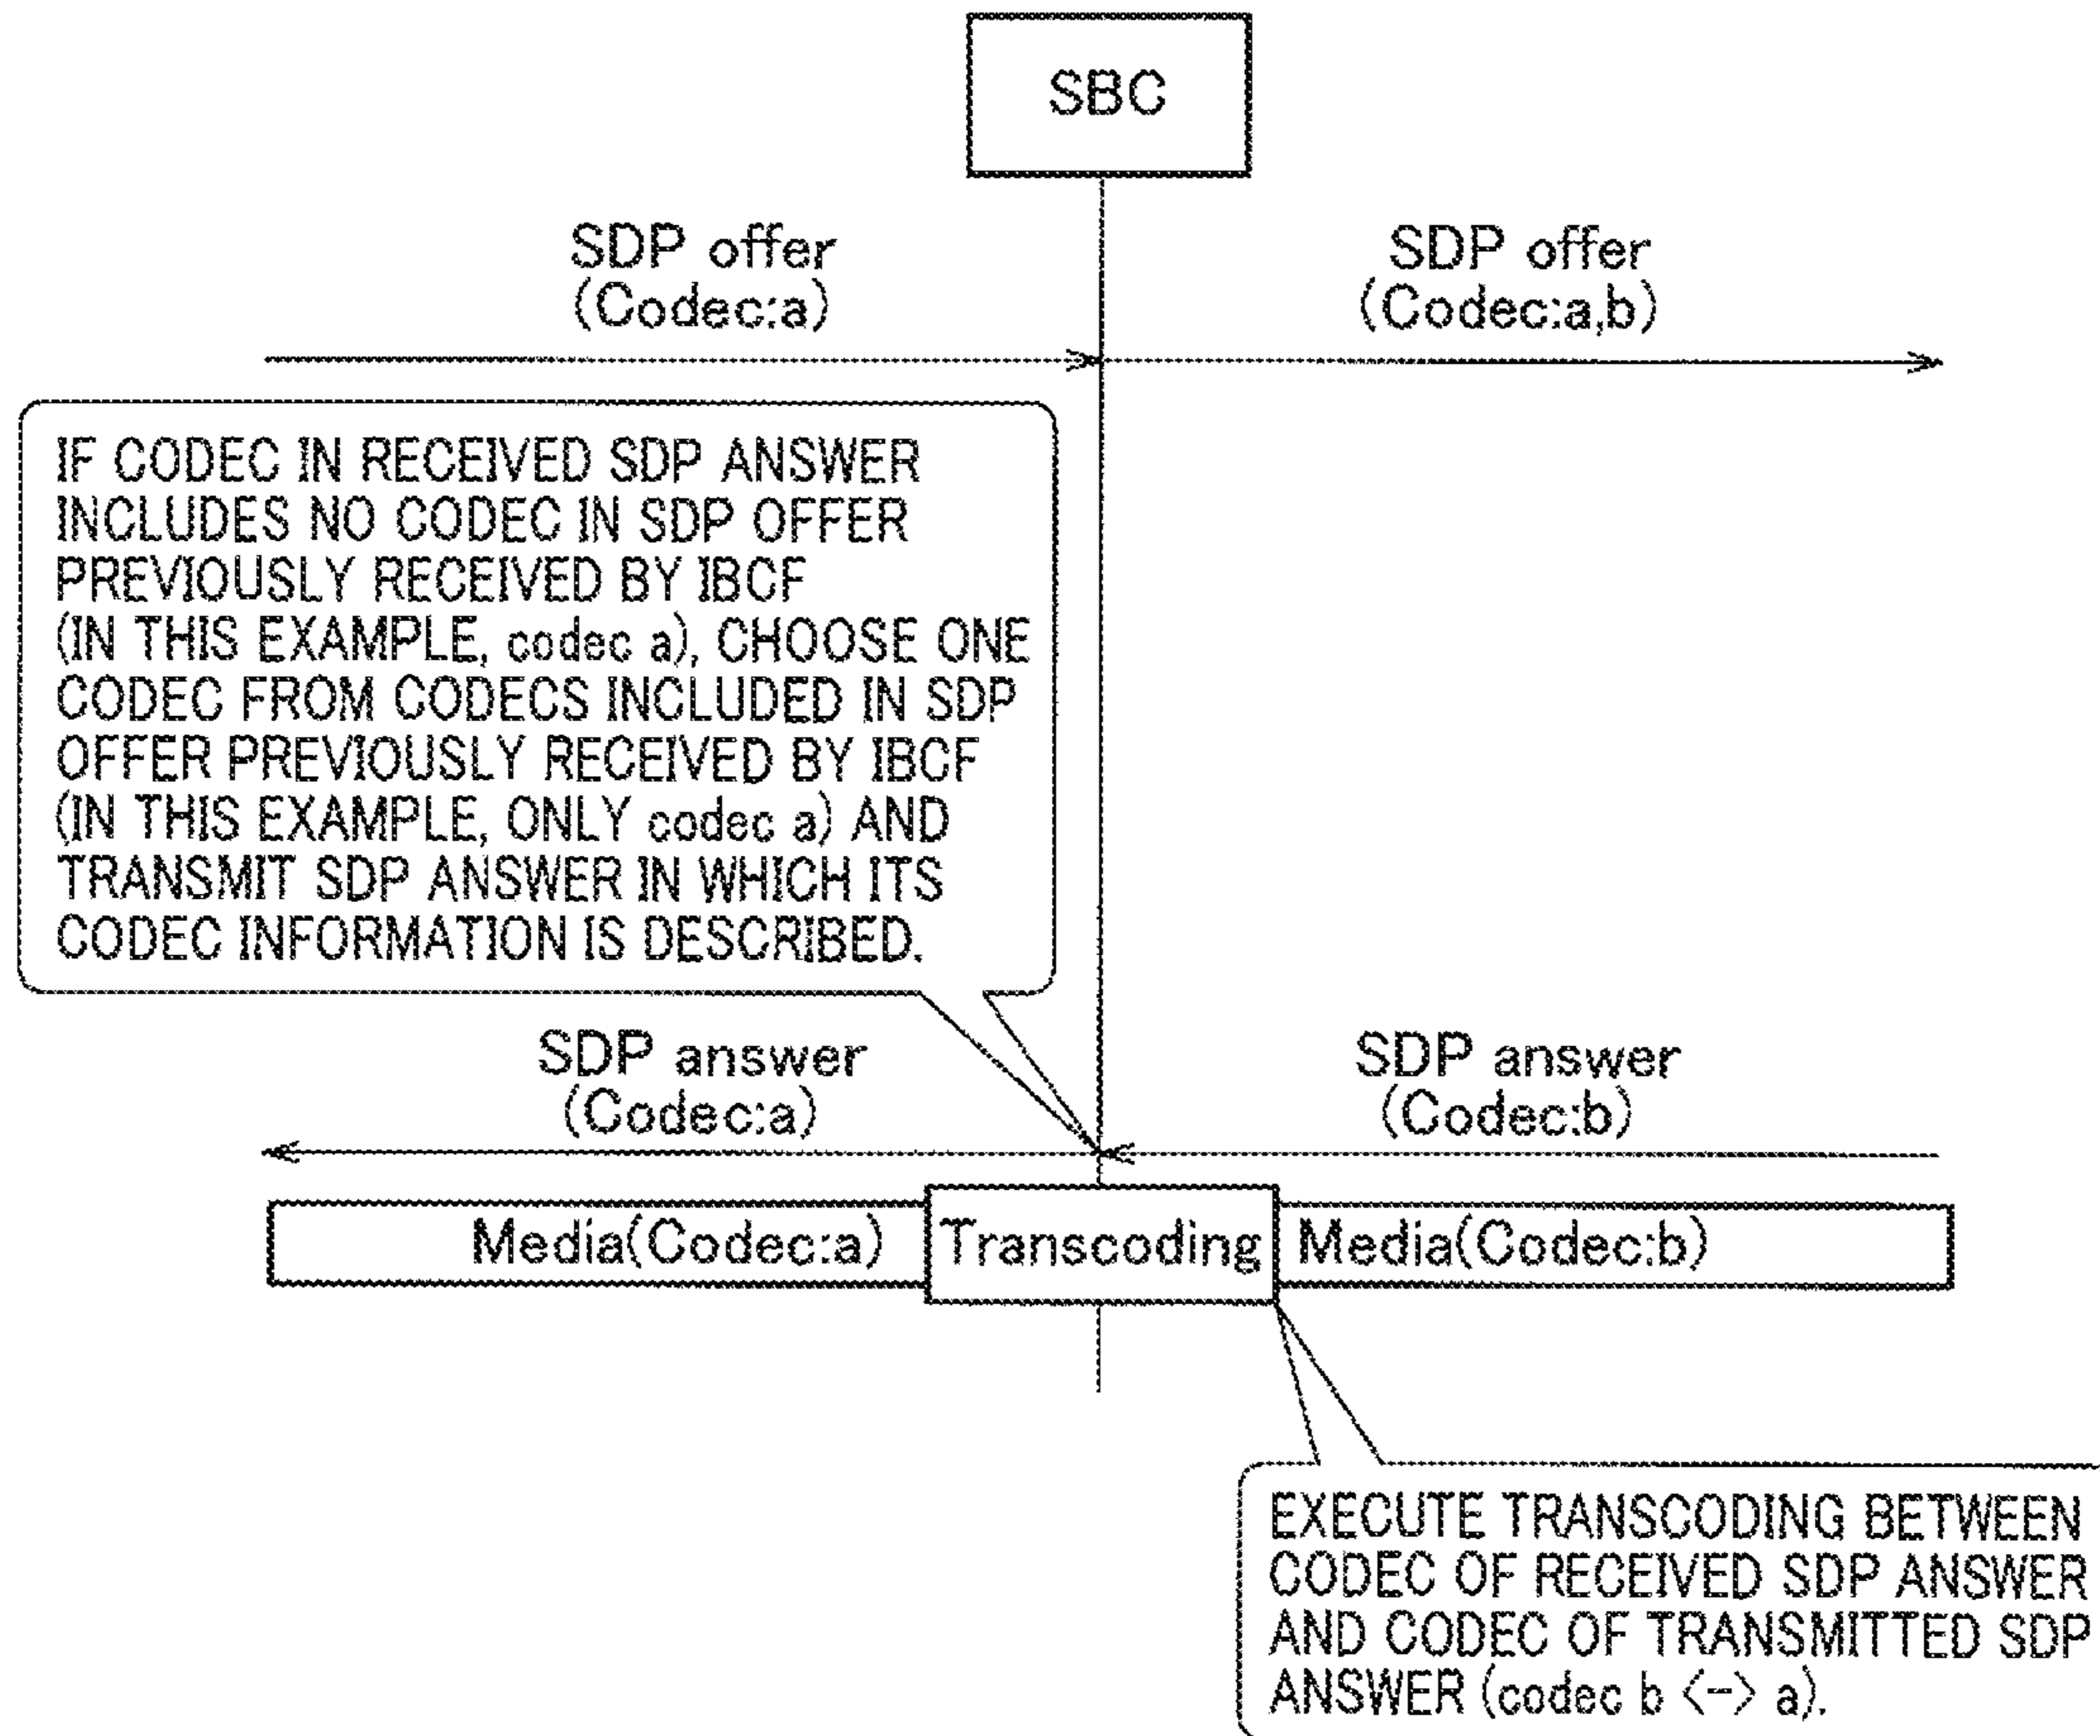 SBC
SDP offer
(Codec:a)
SDP offer
(Codec:a,b)
IF CODEC IN RECEIVED SDP ANSWER
INCLUDES NO CODEC IN SDP OFFER
PREVIOUSLY RECEIVED BY IBCF
(IN THIS EXAMPLE, codec a), CHOOSE ONE
CODEC FROM CODECS INCLUDED IN SDP
OFFER PREVIOUSLY RECEIVED BY IBCF
(IN THIS EXAMPLE, ONLY codec a) AND
TRANSMIT SDP ANSWER IN WHICH ITS
CODEC INFORMATION IS DESCRIBED.
SDP answer
(Codec:a)
SDP answer
(Codec:b)
Media(Codec:a)
Transcoding
Media(Codec:b)
EXECUTE TRANSCODING BETWEEN
CODEC OF RECEIVED SDP ANSWER
AND CODEC OF TRANSMITTED SDP
ANSWER (codec b <-> a).